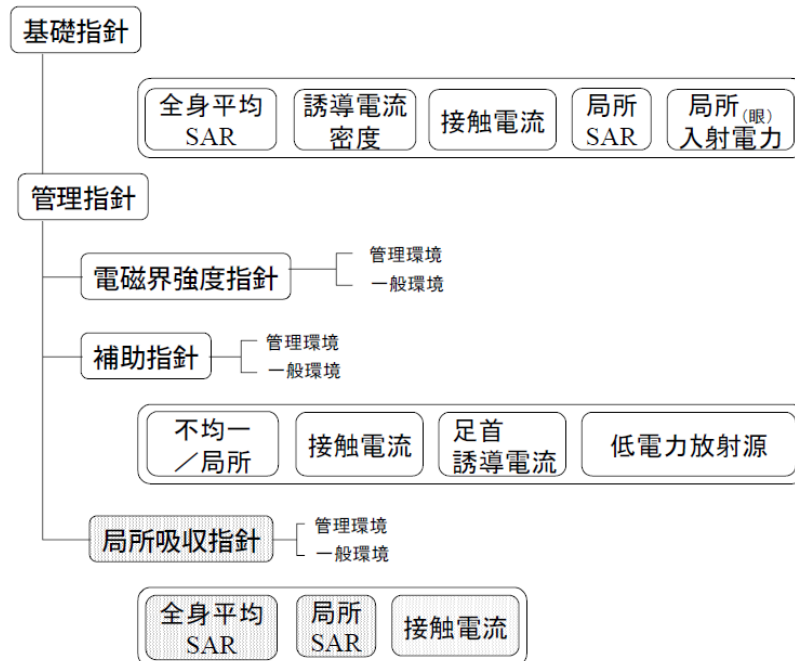 基礎指針
全身平均
SAR
誘導電流
密度
接触電流
局所
SAR
局所(眼)
入射電力
管理指針
電磁界強度指針
管理環境
一般環境
補助指針
管理環境
一般環境
不均一
／局所
接触電流
足首
誘導電流
低電力放射源
局所吸収指針
管理環境
一般環境
全身平均
SAR
局所
SAR
接触電流